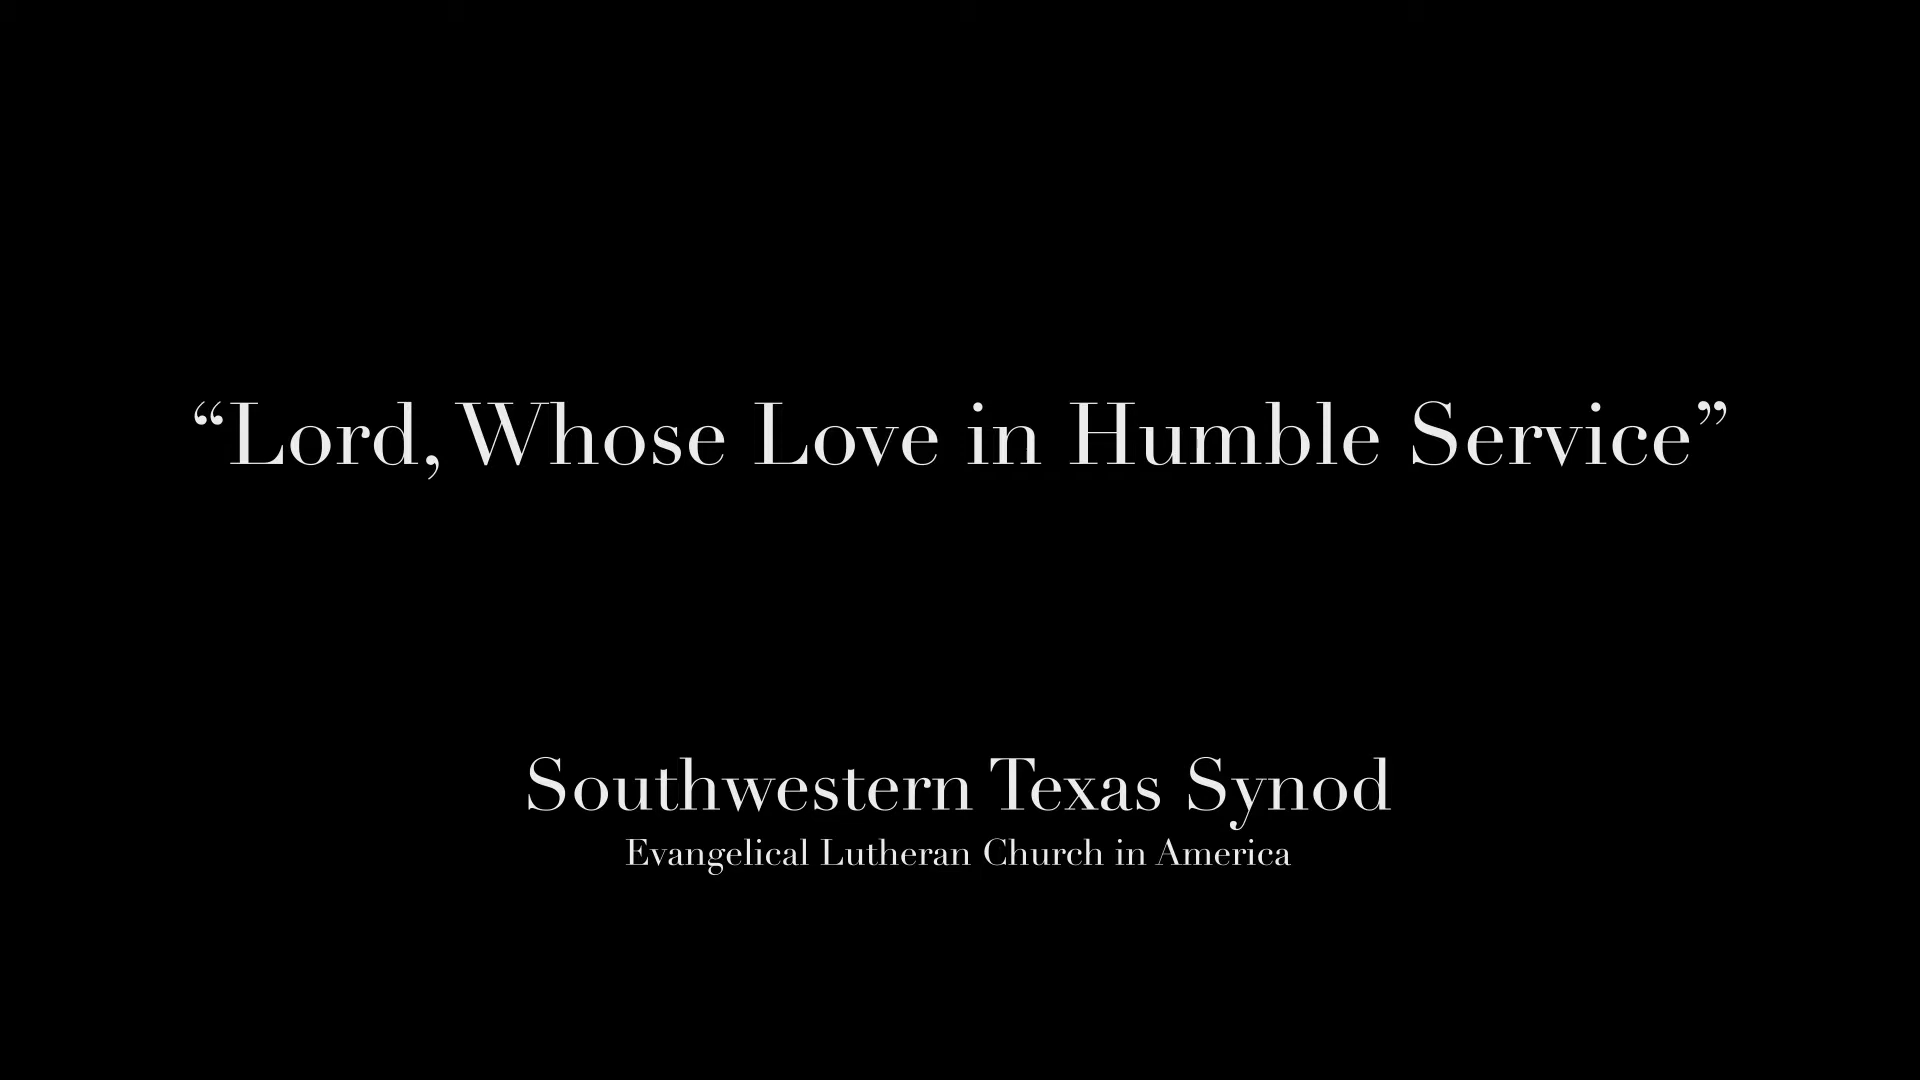 “Lord, Whose Love in Humble Service”
Southwestern Texas Synod
Evangelical Lutheran Church in America